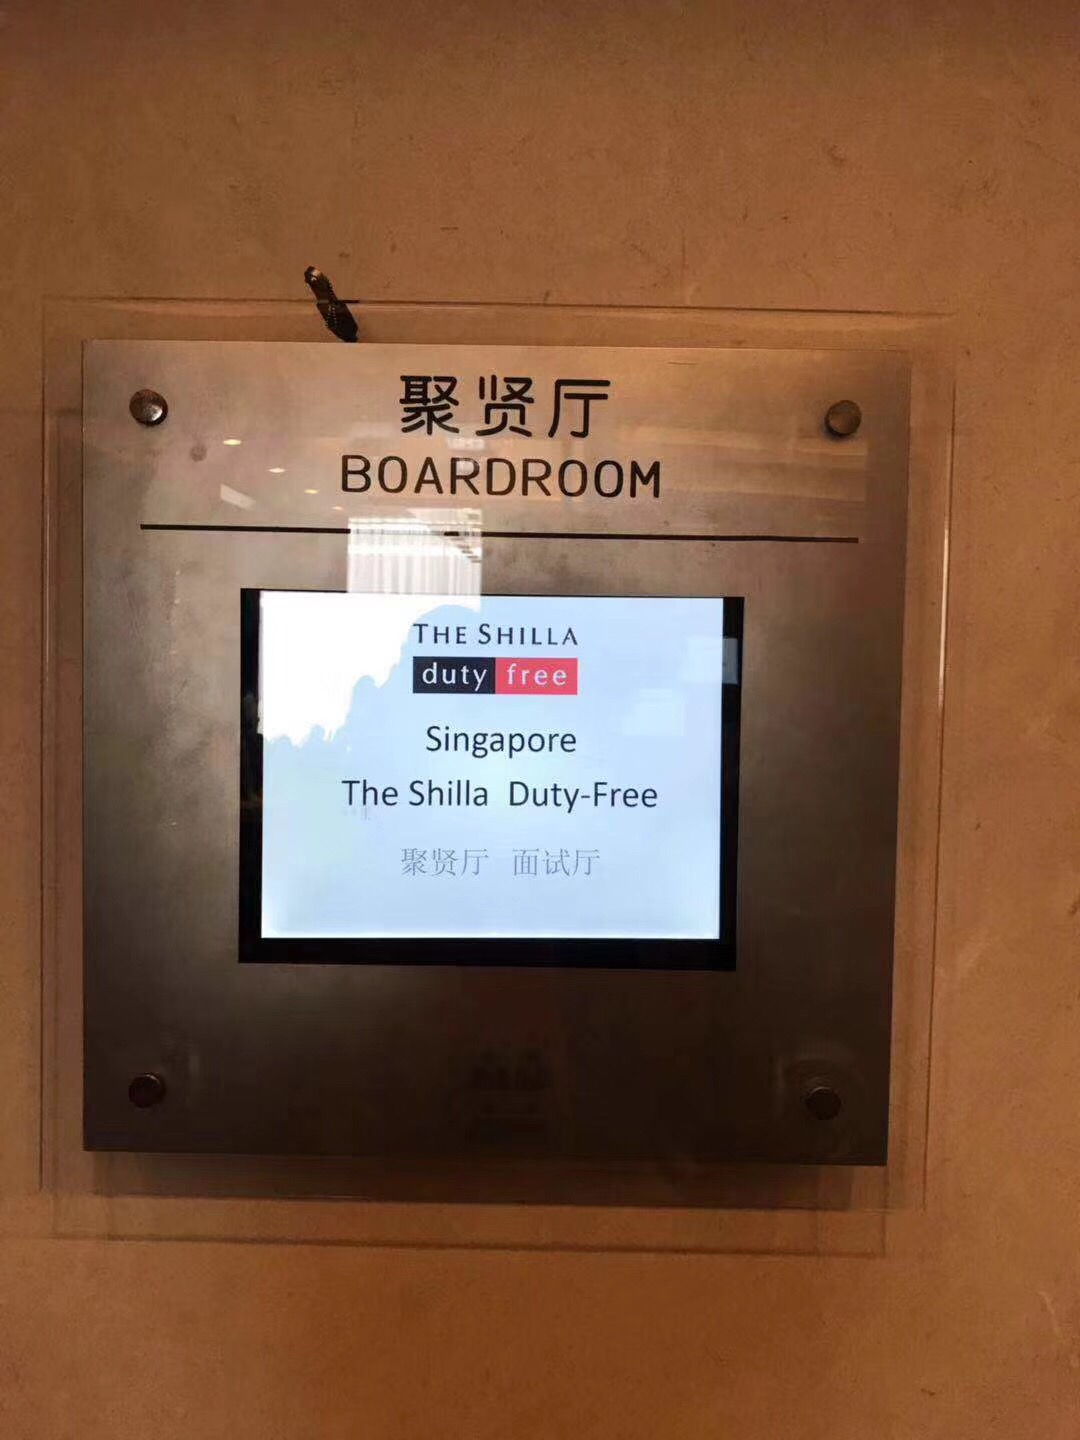 聚贤厅
BOARDROOM
THE SHILLA
duty free
Singapore
The Shilla Duty-Free
聚贤厅 面试厅